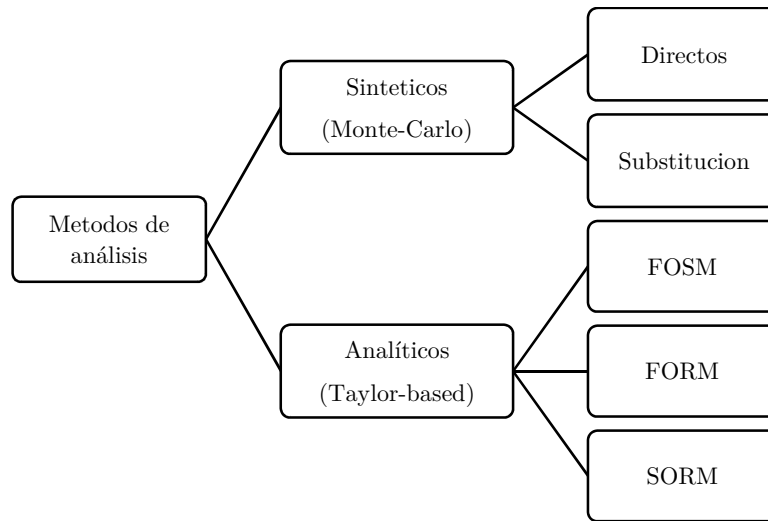 Directos
Sinteticos
(Monte-Carlo)
Substitucion
Metodos de
análisis
FOSM
Analíticos
(Taylor-based)
FORM
SORM